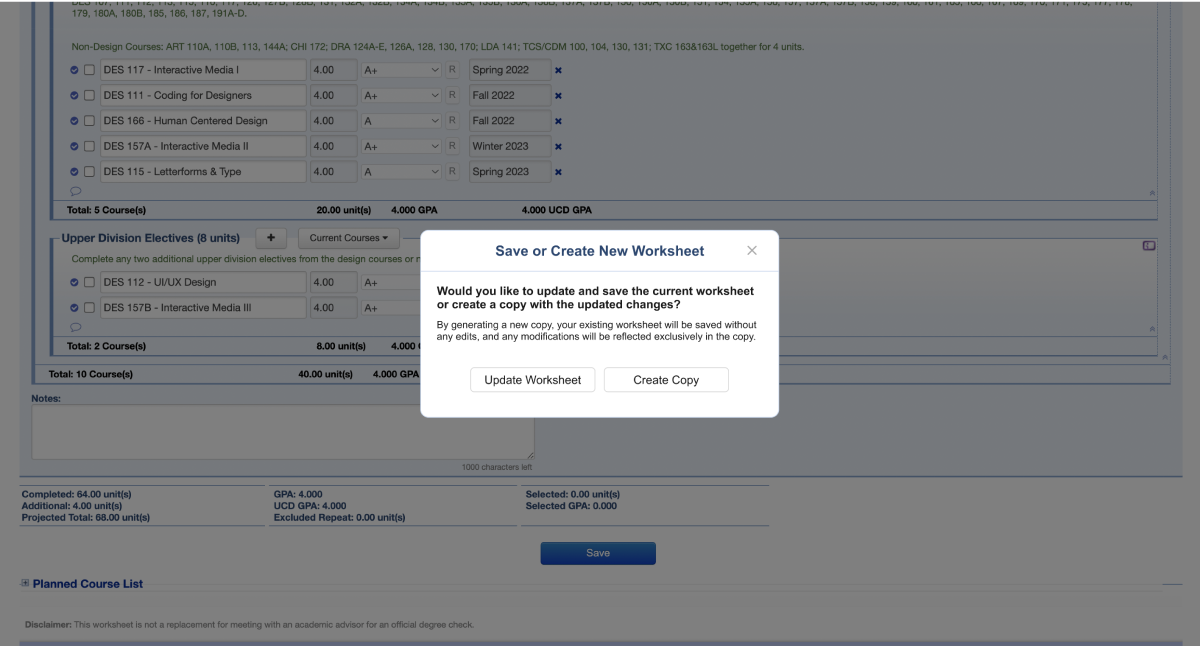 179, 180A, 180B, 185, 186, 187, 191A-D.
Non-Design Courses: ART 110A, 110B, 113, 144A; CHI 172; DRA 124A-E, 126A, 128, 130, 170; LDA 141; TCS/CDM 100, 104, 130, 131; TXC 163&163L together for 4 units.
DES 117 - Interactive Media I 4.00 A+ R Spring 2022
DES 111 - Coding for Designers 4.00 A+ R Fall 2022
DES 166 - Human Centered Design 4.00 A R Fall 2022
DES 157A - Interactive Media II 4.00 A+ R Winter 2023
DES 115 - Letterforms & Type 4.00 A R Spring 2023
Total: 5 Course(s) 20.00 unit(s) 4.000 GPA 4.000 UCD GPA
Upper Division Electives (8 units) + Current Courses
Complete any two additional upper division electives from the design courses or
DES 112 - UI/UX Design 4.00 A+
DES 157B - Interactive Media III 4.00 A+
Total: 2 Course(s) 8.00 unit(s) 4.000
Total: 10 Course(s) 40.00 unit(s) 4.000 GPA
Save or Create New Worksheet
Would you like to update and save the current worksheet
or create a copy with the updated changes?
By generating a new copy, your existing worksheet will be saved without
any edits, and any modifications will be reflected exclusively in the copy.
Update Worksheet Create Copy
Notes:
1000 characters left
Completed: 64.00 unit(s) GPA: 4.000 Selected: 0.00 unit(s)
Additional: 4.00 unit(s) UCD GPA: 4.000 Selected GPA: 0.000
Projected Total: 68.00 unit(s) Excluded Repeat: 0.00 unit(s)
Save
Planned Course List
Disclaimer: This worksheet is not a replacement for meeting with an academic advisor for an official degree check.